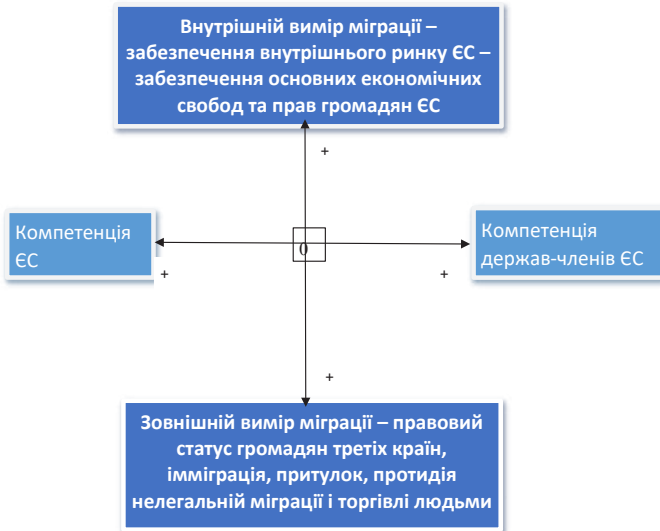 Внутрішній вимір міграції –
забезпечення внутрішнього ринку ЄС –
забезпечення основних економічних
свобод та прав громадян ЄС
+
Компетенція
ЄС
0
Компетенція
держав-членів ЄС
+
+
+
Зовнішній вимір міграції – правовий
статус громадян третіх країн,
імміграція, притулок, протидія
нелегальній міграції і торгівлі людьми